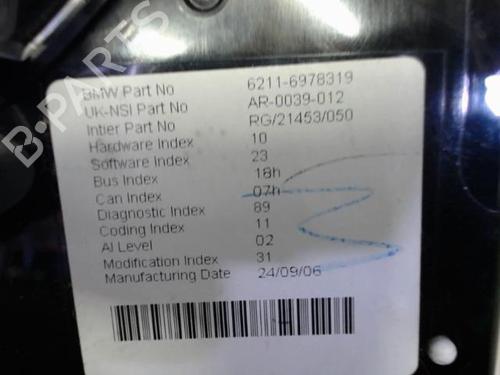 BMW Part No 6211-6978319
UK-NSI Part No AR-0039-012
Intier Part No RG/21453/050
Hardware Index 10
Software Index 23
Bus Index 18h
Can Index 07h
Diagnostic Index 89
Coding Index 11
AI Level 02
Modification Index 31
Manufacturing Date 24/09/06
B-PARTS